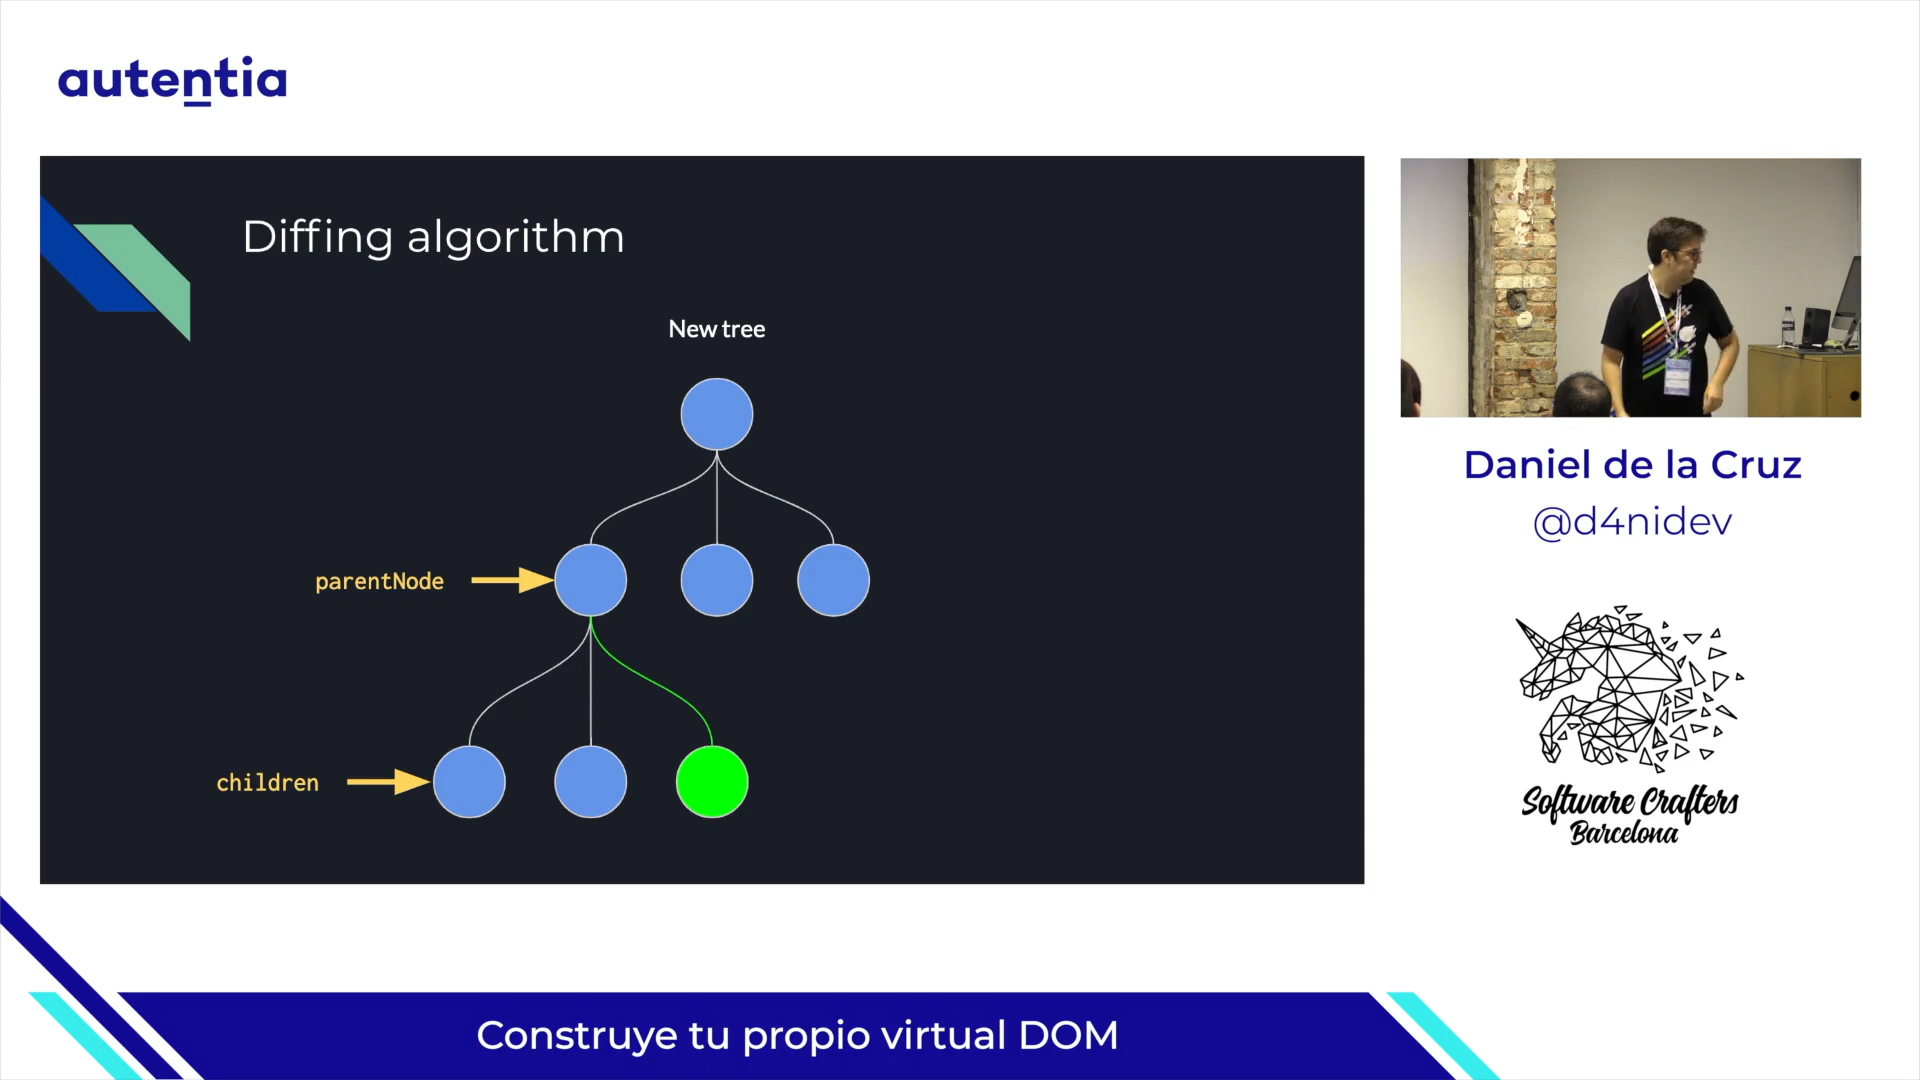 autentia
Diffing algorithm
New tree
parentNode
children
Daniel de la Cruz
@d4nidev
Software Crafters
Barcelona
Construye tu propio virtual DOM